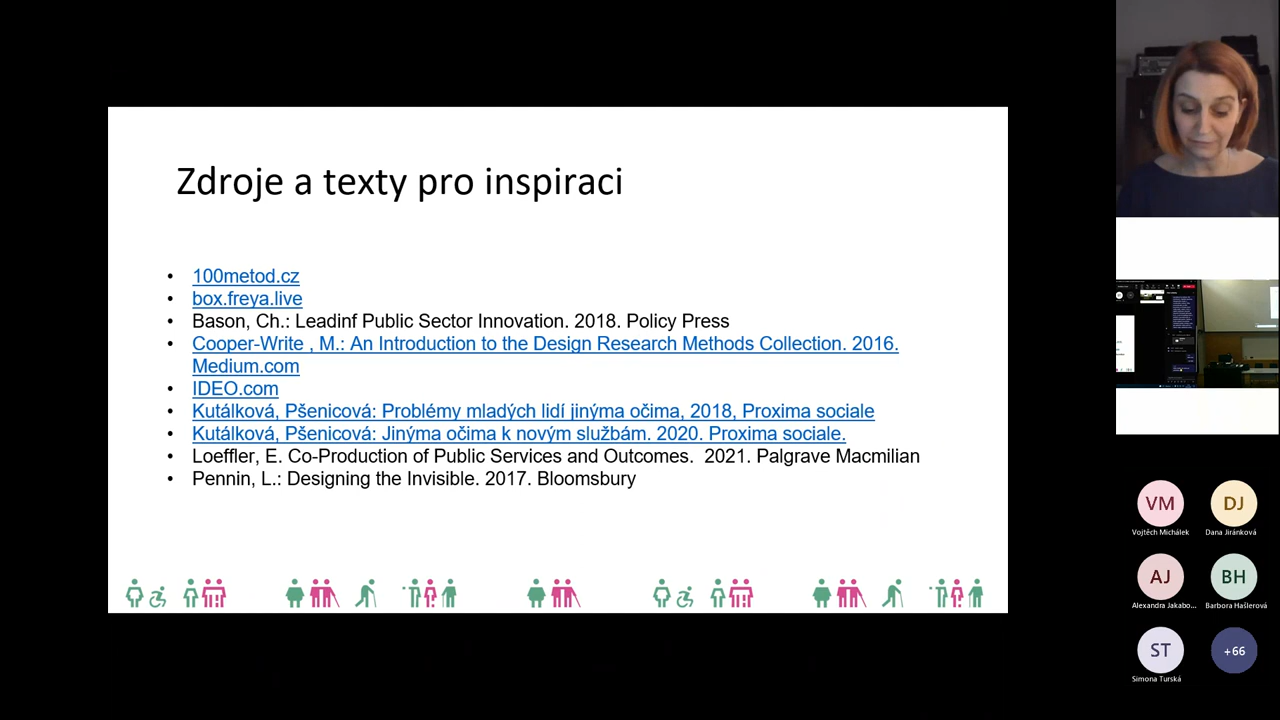 Zdroje a texty pro inspiraci
• 100metod.cz
• box.freya.live
• Bason, Ch.: Leadinf Public Sector Innovation. 2018. Policy Press
• Cooper-Write , M.: An Introduction to the Design Research Methods Collection. 2016.
Medium.com
• IDEO.com
• Kutálková, Pšenicová: Problémy mladých lidí jinýma očima, 2018, Proxima sociale
• Kutálková, Pšenicová: Jinýma očima k novým službám. 2020. Proxima sociale.
• Loeffler, E. Co-Production of Public Services and Outcomes.  2021. Palgrave Macmilian
• Pennin, L.: Designing the Invisible. 2017. Bloomsbury
VM DJ
Vojtěch Michálek Dana Jiránková
AJ BH
Alexandra Jakabo... Barbora Hašlerová
ST +66
Simona Turská